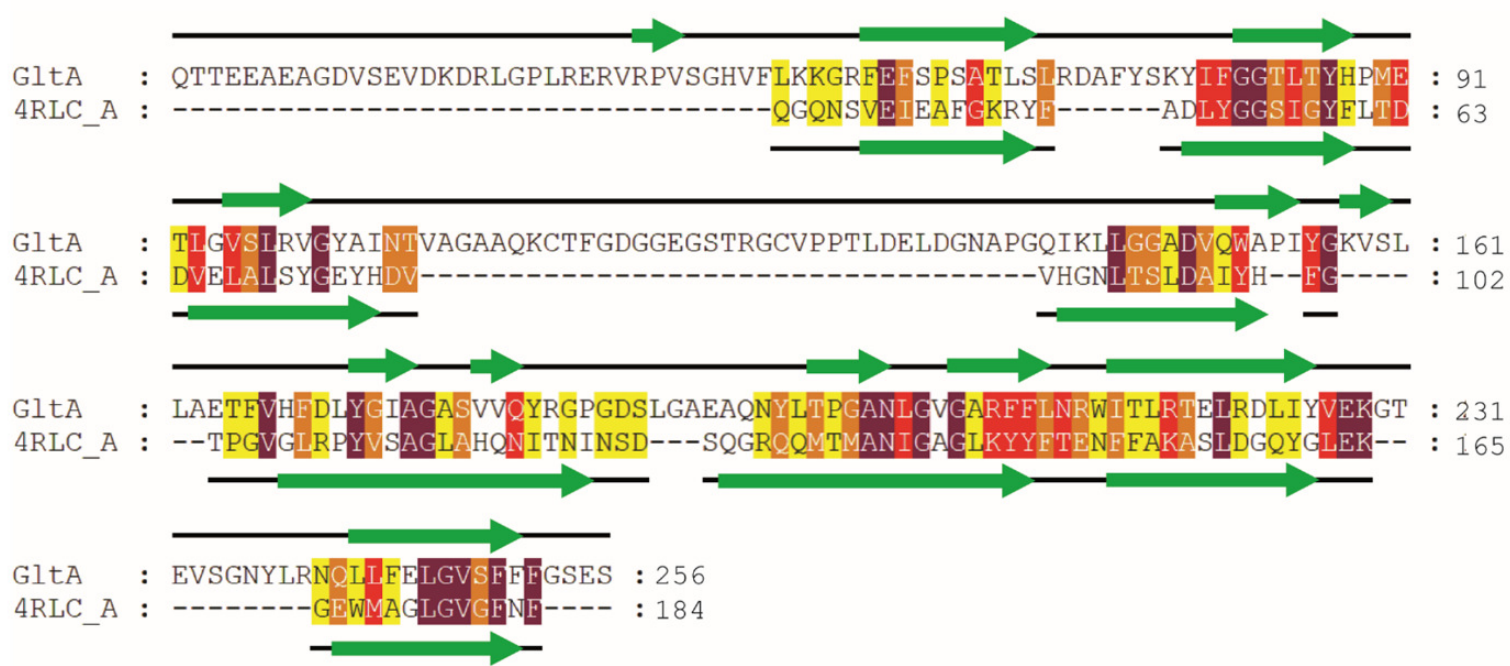 GltA : QTTEEAEAGDVSEVDKDRLGPLRERVRPVSGHVFLKKGRFEFSPSATLSLRDAFYSKYIFGGTLTYHPME : 91
4RLC_A : ----------------------------------QGQNSVEIEAFGKRYF------ADLYGGSIGYFLTD : 63
GltA : TLGVSLRVGYAINTVAGAAQKCTFGDGGEGSTRGCVPPTLDELDGNAPGQIKLLGGADVQWAPIYGKVSL : 161
4RLC_A : DVELALSYGEYHDV-----------------------------------VHGNLTSLDAIYH--FG---- : 102
GltA : LAETFVHFDLYGIAGASVVQYRGPGDSLGAEAQNYLTPGANLGVGARFFLNRWITLRTELRDLIYVEKGT : 231
4RLC_A : --TPGVGLRPYVSAGLAHQNITNINSD---SQGRQQMTMANIGAGLKYYFTENFFAKASLDGQYGLEK-- : 165
GltA : EVSGNYLRNQLLFELGVSFFFGSES : 256
4RLC_A : --------GEWMAGLGVGFNF---- : 184